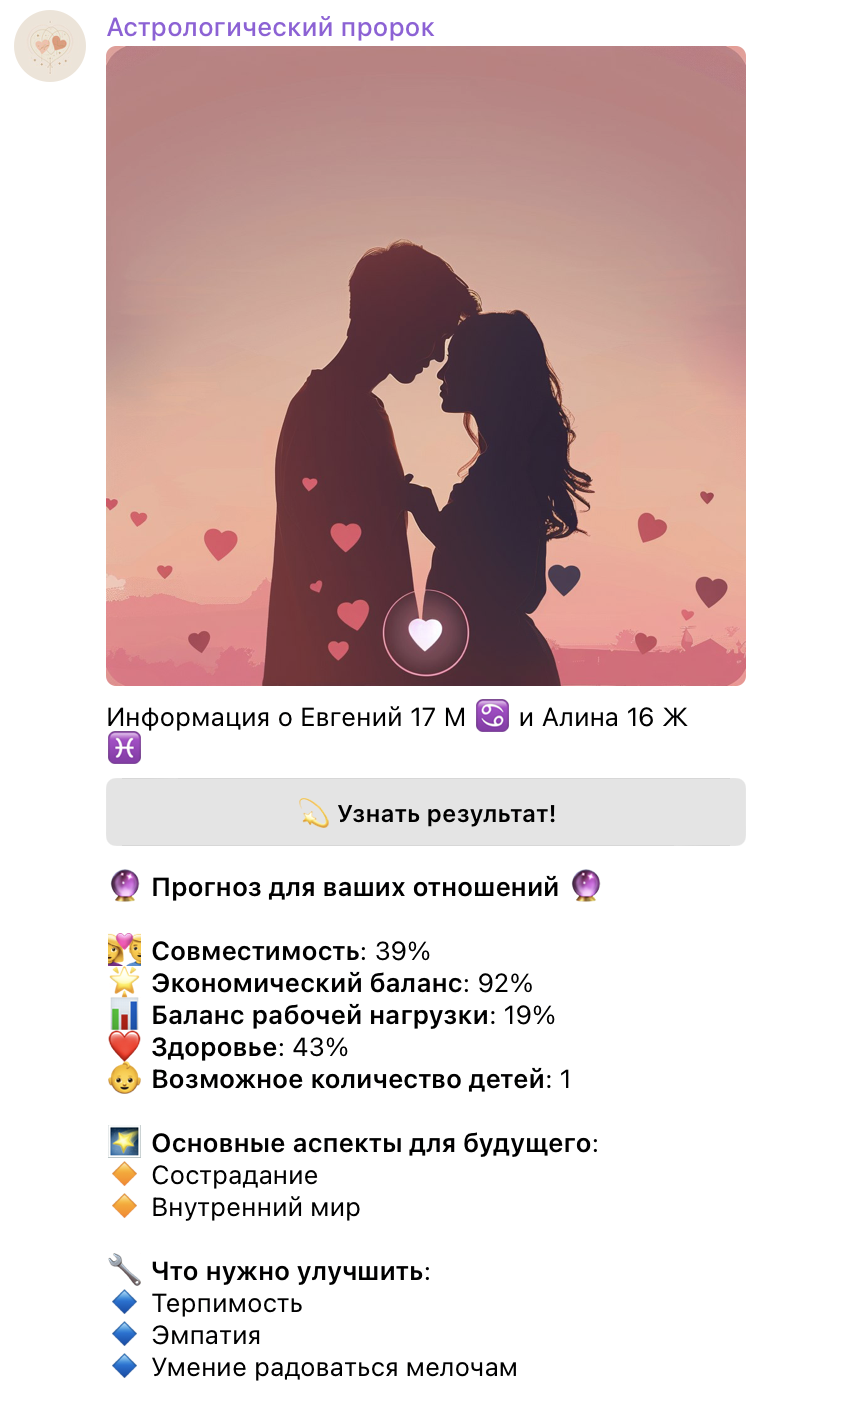 Астрологический пророк
Информация о Евгений 17 М ♋ и Алина 16 Ж
♓
💫 Узнать результат!
🔮 Прогноз для ваших отношений 🔮
👩‍❤️‍👨 Совместимость: 39%
🌟 Экономический баланс: 92%
📊 Баланс рабочей нагрузки: 19%
❤️ Здоровье: 43%
👶 Возможное количество детей: 1
🌠 Основные аспекты для будущего:
🔸 Сострадание
🔸 Внутренний мир
🔧 Что нужно улучшить:
🔹 Терпимость
🔹 Эмпатия
🔹 Умение радоваться мелочам